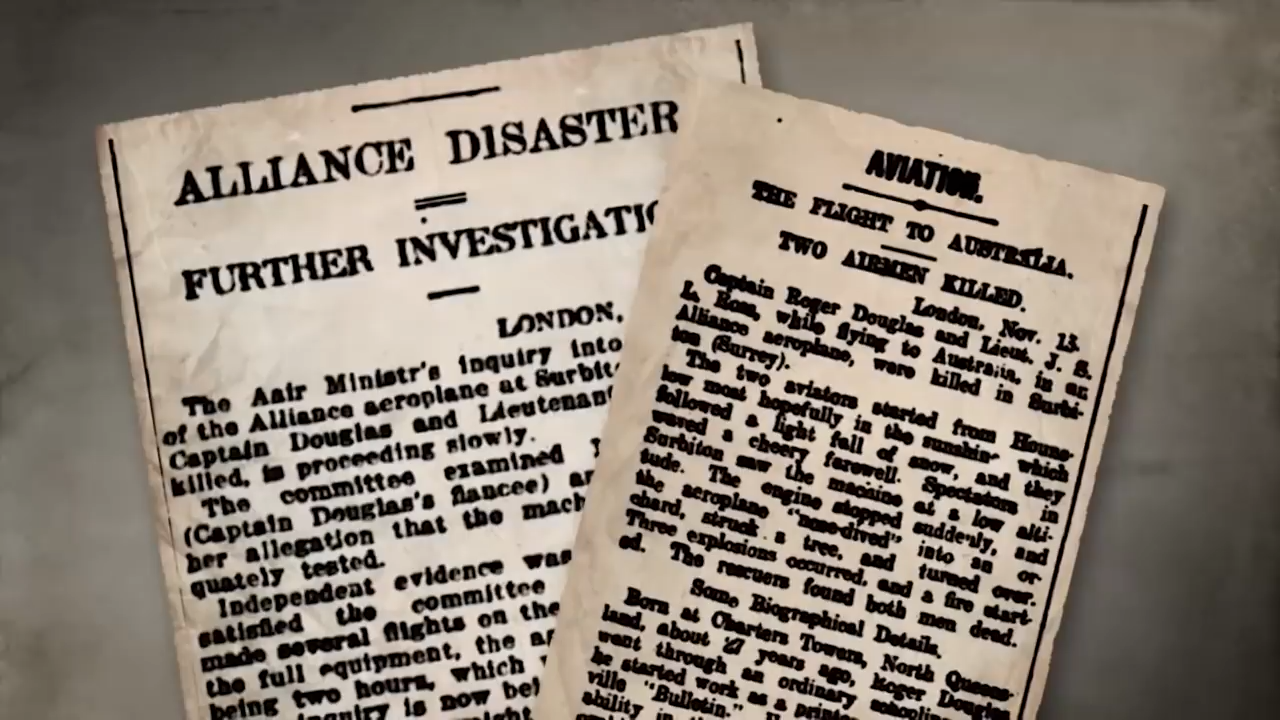 ALLIANCE DISASTER
FURTHER INVESTIGATIO
LONDON,
The Aair Ministr's inquiry into
of the Alliance aeroplane at Surbit
Captain Douglas and Lieutenant
killed, is proceeding slowly.
The committee examined
(Captain Douglas's fiancee) an
her allegation that the mach
quately tested.
Independent evidence was
satisfied the committee
made several flights on the
the full equipment, the
being two hours, which
inquiry is now bei
AVIATION.
THE FLIGHT TO AUSTRALIA.
TWO AIRMEN KILLED.
London, Nov. 13.
Captain Roger Douglas and Lieut. J. S.
L. Ross, while flying to Australia, in an
Alliance aeroplane, were killed in Surbi-
ton (Surrey).
The two aviators started from Houns-
low most hopefully in the sunshin- which
followed a light fall of snow, and they
waved a cheery farewell. Spectators in
Surbiton saw the machine at a low alti-
tude. The engine stopped suddenly, and
the aeroplane "nose-dived" into an or-
chard, struck a tree, and turned over.
Three explosions occurred, and a fire start-
ed. The rescuers found both men dead.
Some Biographical Details.
Born at Charters Towers, North Queens-
land, about 27 years ago, Roger Douglas
went through an ordinary schooling
he started work as a printer
ville "Bulletin."
ability in